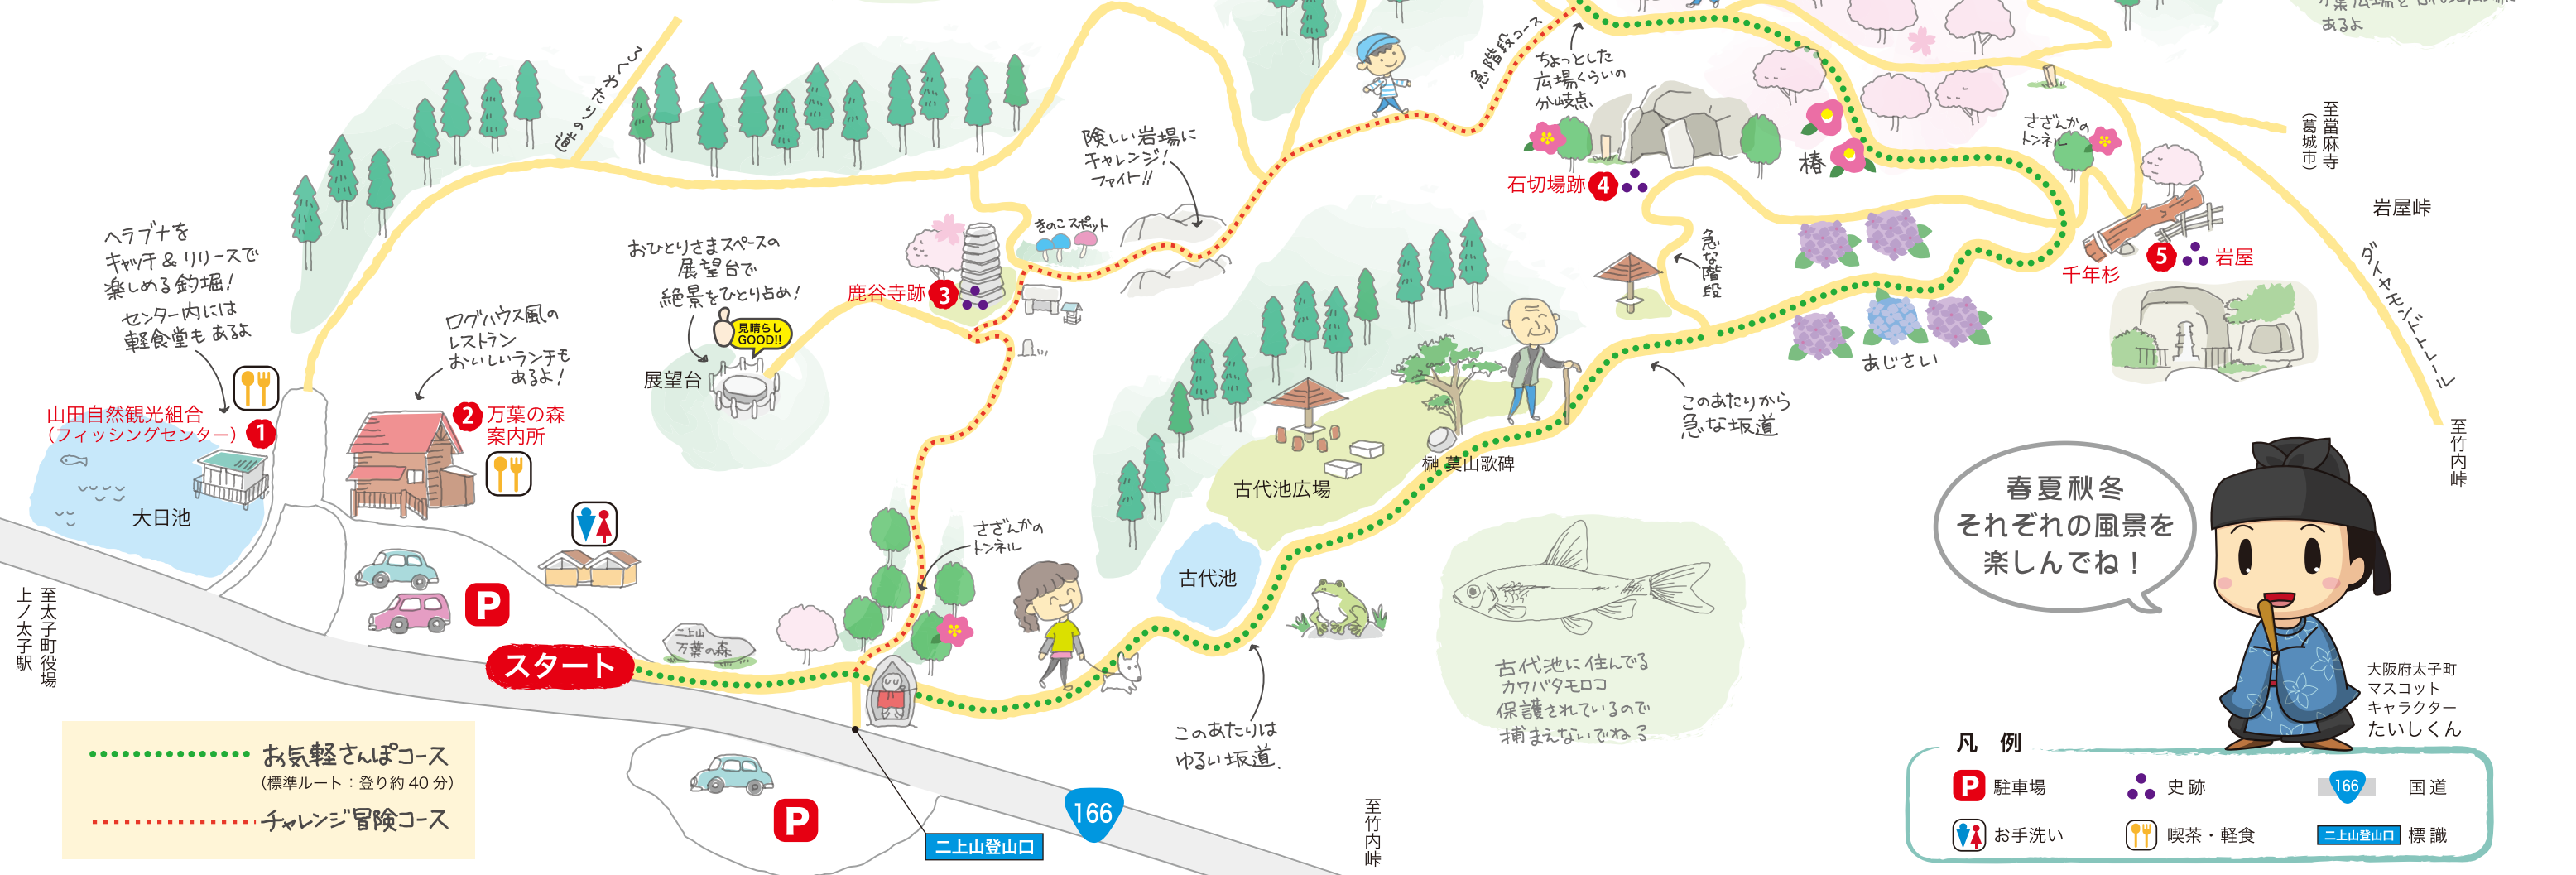 あるよ
ろくわたりの道
急階段コース
ちょっとした
広場くらいの
分岐点
険しい岩場に
チャレンジ!
ファイト!!
石切場跡 4
椿
さざんかの
トンネル
至當麻寺
(葛城市)
岩屋峠
ダイヤモンドトレール
至竹内峠
千年杉
5 岩屋
ヘラブナを
キャッチ&リリースで
楽しめる釣堀!
センター内には
軽食堂もあるよ
山田自然観光組合
(フィッシングセンター) 1
大日池
ログハウス風の
レストラン
おいしいランチも
あるよ!
2 万葉の森
案内所
おひとりさまスペースの
展望台で
絶景をひとり占め!
見晴らし
GOOD!!
展望台
鹿谷寺跡 3
きのこスポット
急な階段
あじさい
このあたりから
急な坂道
榊 莫山歌碑
古代池広場
古代池
さざんかの
トンネル
P
二上山
万葉の森
スタート
至太子町役場
上ノ太子駅
このあたりは
ゆるい坂道.
古代池に住んでる
カワバタモロコ
保護されているので
捕まえないでねる
春夏秋冬
それぞれの風景を
楽しんでね!
大阪府太子町
マスコット
キャラクター
たいしくん
お気軽さんぽコース
(標準ルート:登り約40分)
チャレンジ冒険コース
P
二上山登山口
166
至竹内峠
凡例
P 駐車場
史跡
166 国道
お手洗い
喫茶・軽食
二上山登山口 標識